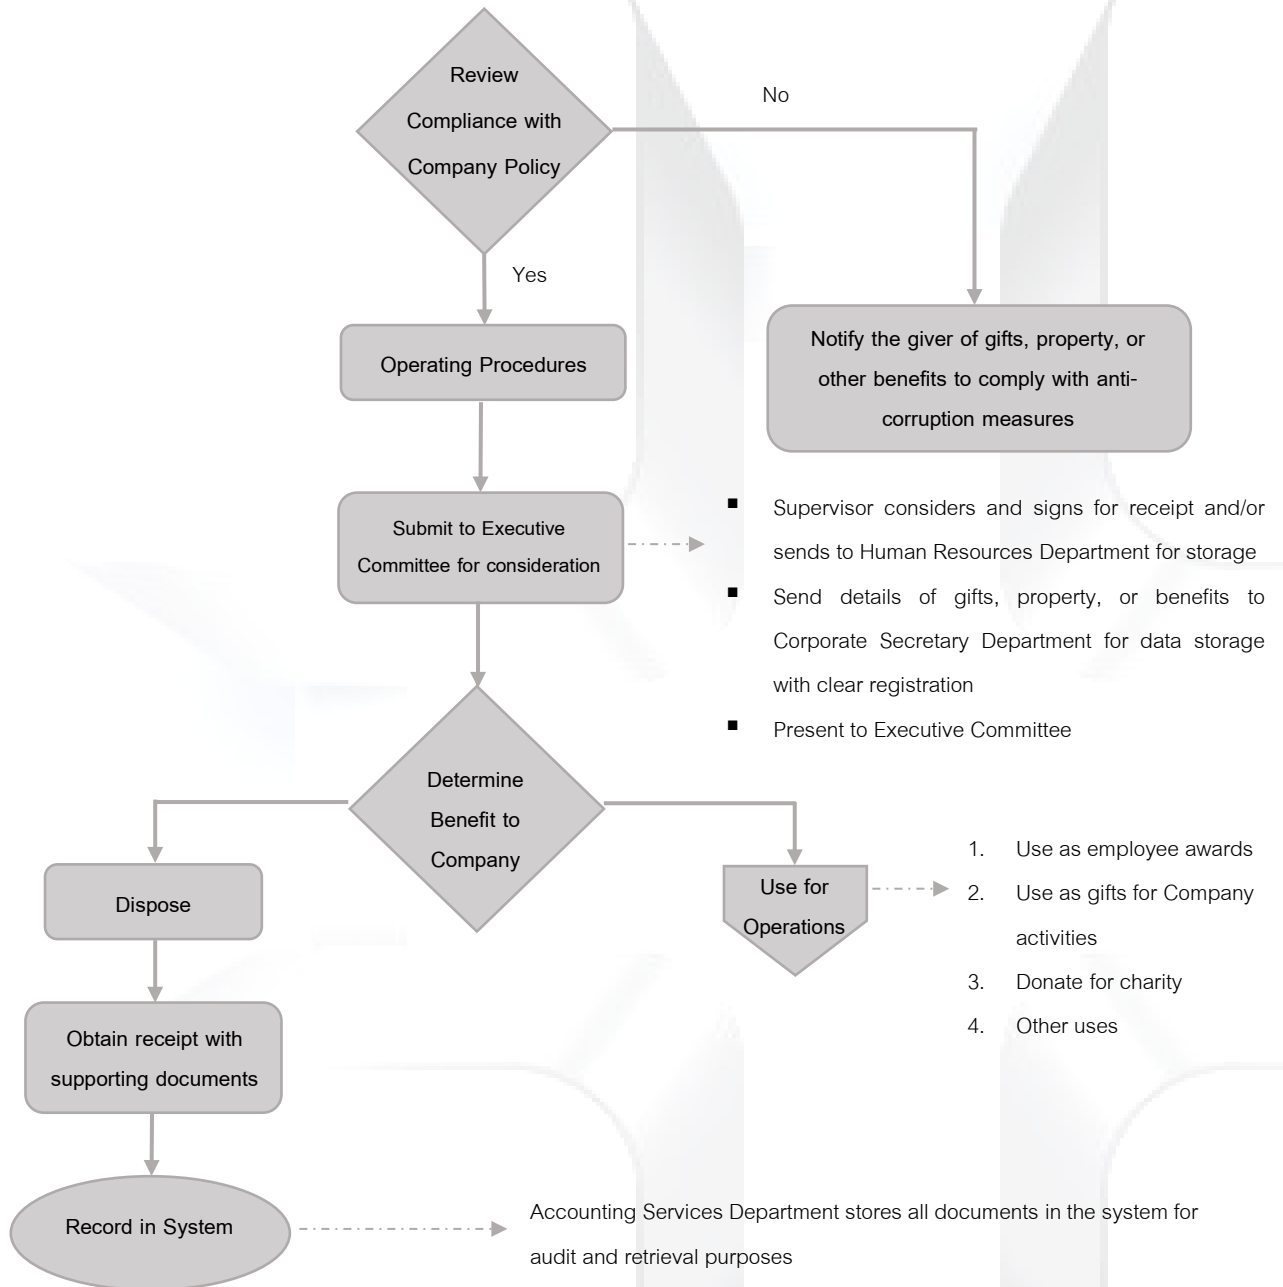 Review
Compliance with
Company Policy
No
Yes
Operating Procedures
Notify the giver of gifts, property, or
other benefits to comply with anti-
corruption measures
Submit to Executive
Committee for consideration
■ Supervisor considers and signs for receipt and/or
sends to Human Resources Department for storage
■ Send details of gifts, property, or benefits to
Corporate Secretary Department for data storage
with clear registration
■ Present to Executive Committee
Determine
Benefit to
Company
Dispose
Use for
Operations
1. Use as employee awards
2. Use as gifts for Company
activities
3. Donate for charity
4. Other uses
Obtain receipt with
supporting documents
Record in System
Accounting Services Department stores all documents in the system for
audit and retrieval purposes